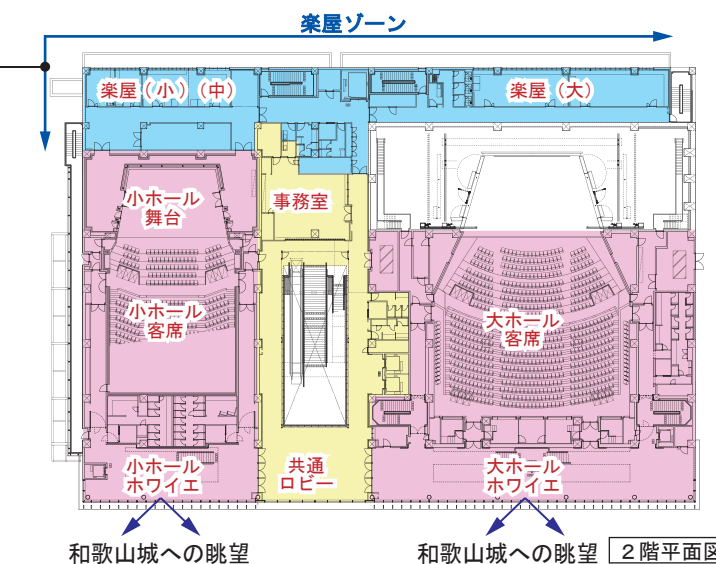 楽屋ゾーン
楽屋（小）（中）
楽屋（大）
小ホール
舞台
事務室
小ホール
客席
大ホール
客席
小ホール
ホワイエ
共通
ロビー
大ホール
ホワイエ
和歌山城への眺望
和歌山城への眺望
２階平面図